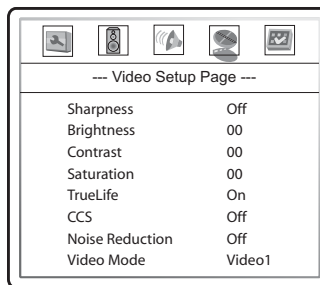 --- Video Setup Page ---
Sharpness Off
Brightness 00
Contrast 00
Saturation 00
TrueLife On
CCS Off
Noise Reduction Off
Video Mode Video1